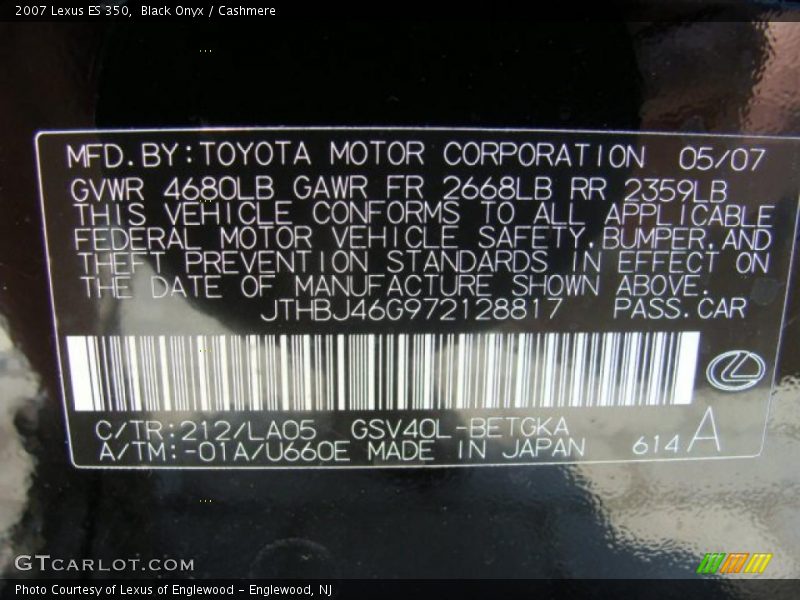 2007 Lexus ES 350,  Black Onyx / Cashmere
MFD.BY:TOYOTA MOTOR CORPORATION 05/07
GVWR 4680LB GAWR FR 2668LB RR 2359LB
THIS VEHICLE CONFORMS TO ALL APPLICABLE
FEDERAL MOTOR VEHICLE SAFETY,BUMPER,AND
THEFT PREVENTION STANDARDS IN EFFECT ON
THE DATE OF MANUFACTURE SHOWN ABOVE.
JTHBJ46G972128817 PASS.CAR
C/TR:212/LA05 GSV40L-BETGKA
A/TM:-01A/U660E MADE IN JAPAN 614A
GTCARLOT.COM
Photo Courtesy of Lexus of Englewood – Englewood, NJ